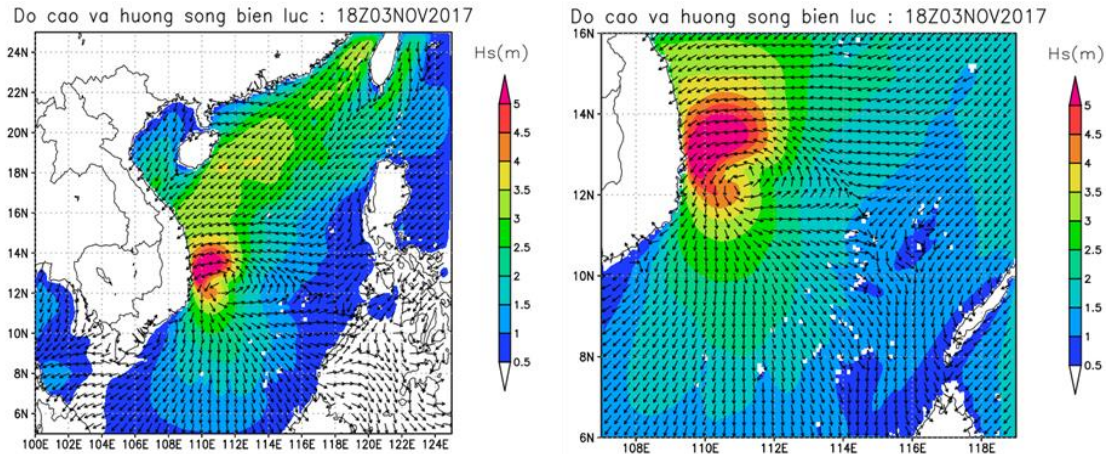 Do cao va huong song bien luc : 18Z03NOV2017
Hs(m)
24N
22N
20N
18N
16N
14N
12N
10N
8N
6N
100E 102E 104E 106E 108E 110E 112E 114E 116E 118E 120E 122E 124E
5
4.5
4
3.5
3
2.5
2
1.5
1
0.5
Do cao va huong song bien luc : 18Z03NOV2017
Hs(m)
16N
14N
12N
10N
8N
6N
108E 110E 112E 114E 116E 118E
5
4.5
4
3.5
3
2.5
2
1.5
1
0.5